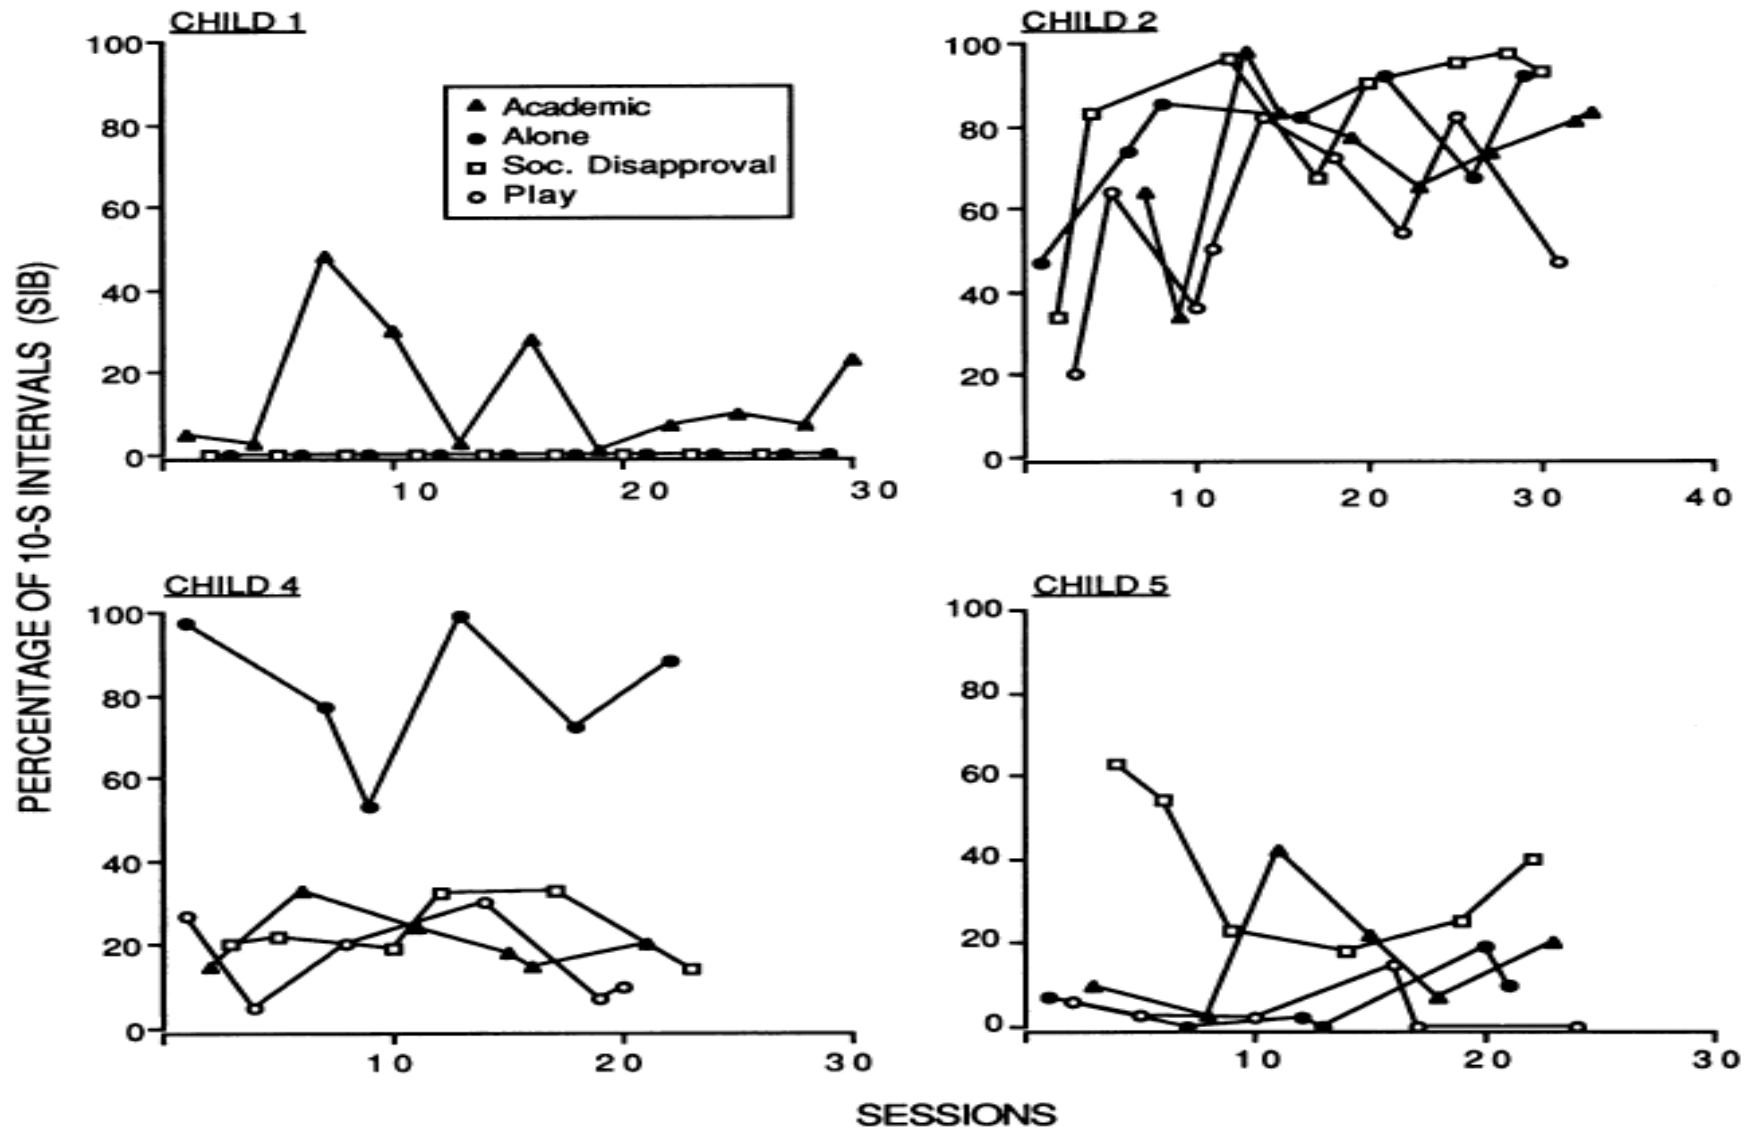 CHILD 1
100
80
60
40
20
0
10 20 30
Academic
Alone
Soc. Disapproval
Play
CHILD 2
100
80
60
40
20
0
10 20 30 40
CHILD 4
100
80
60
40
20
0
10 20 30
CHILD 5
100
80
60
40
20
0
10 20 30
PERCENTAGE OF 10-S INTERVALS (SIB)
SESSIONS